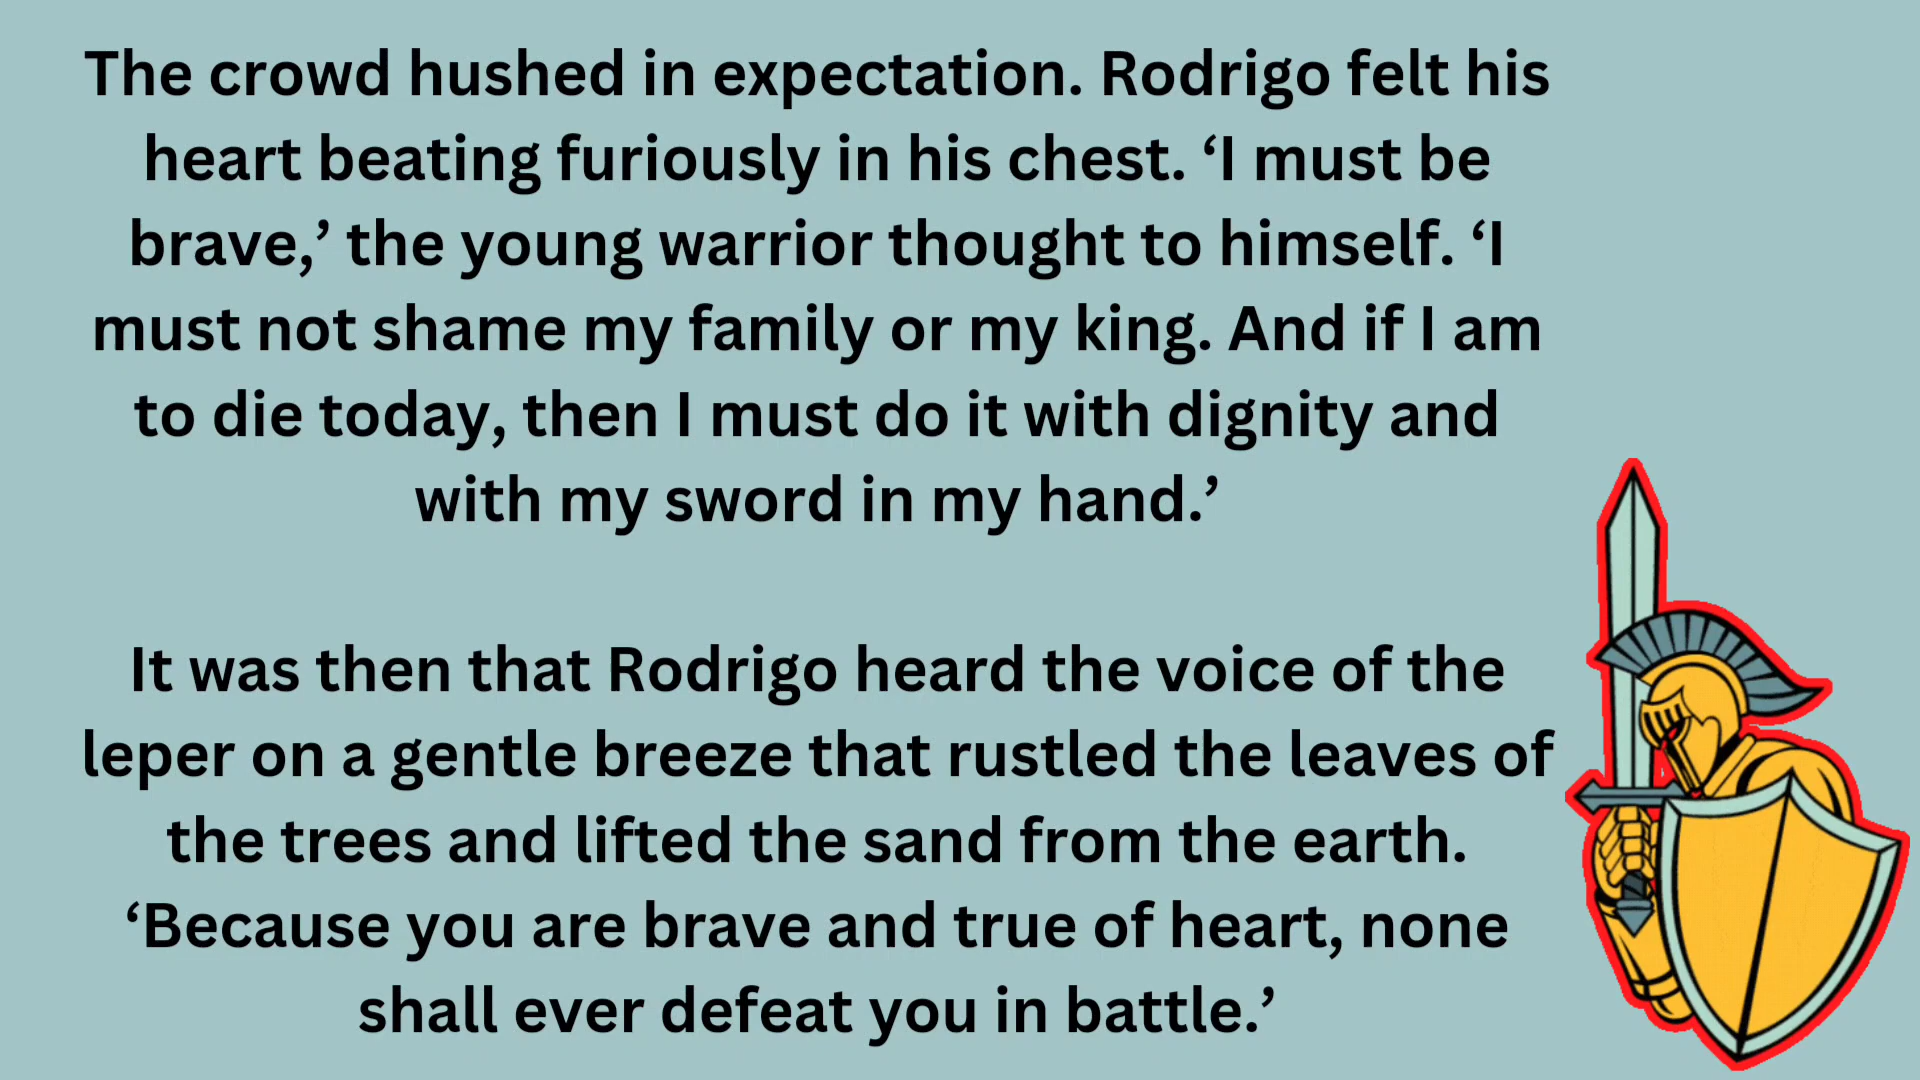 The crowd hushed in expectation. Rodrigo felt his
heart beating furiously in his chest. ‘I must be
brave,’ the young warrior thought to himself. ‘I
must not shame my family or my king. And if I am
to die today, then I must do it with dignity and
with my sword in my hand.’
It was then that Rodrigo heard the voice of the
leper on a gentle breeze that rustled the leaves of
the trees and lifted the sand from the earth.
‘Because you are brave and true of heart, none
shall ever defeat you in battle.’